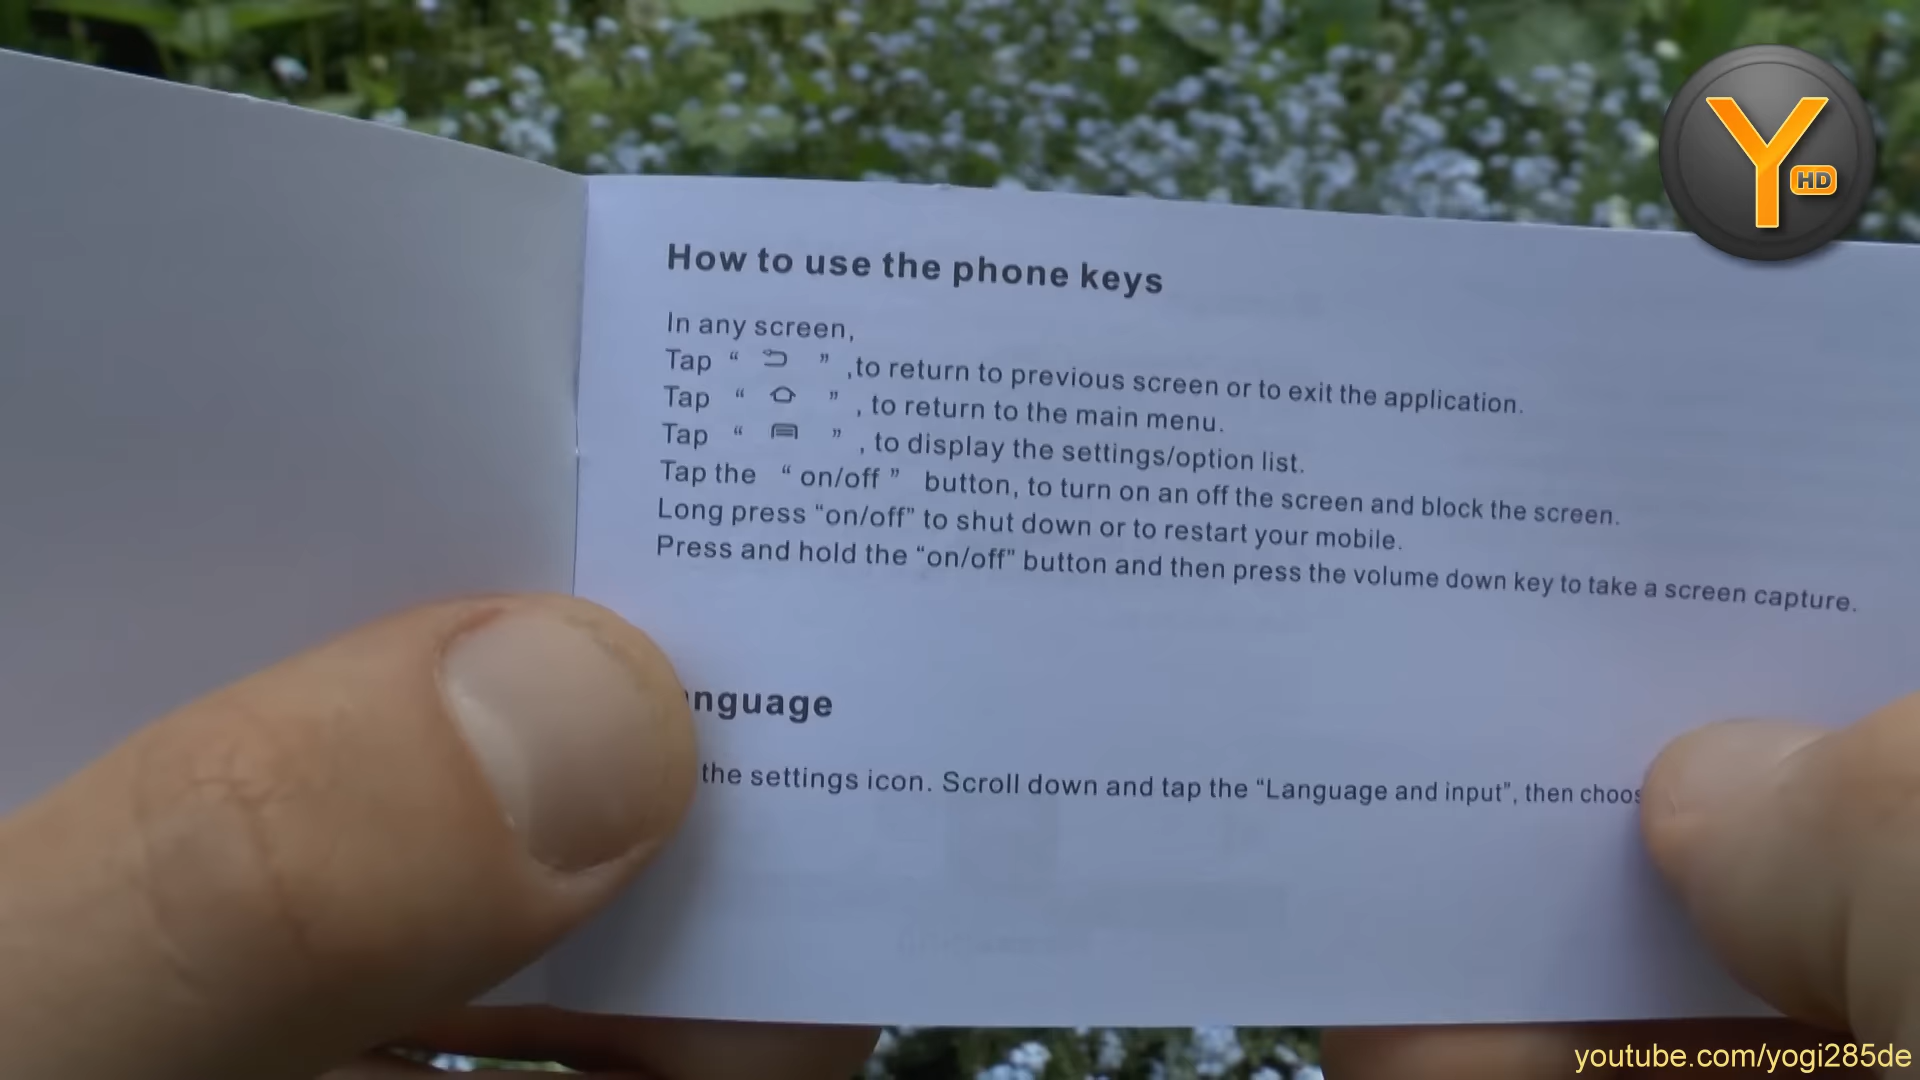 Y HD
How to use the phone keys
In any screen,
Tap “ ” ,to return to previous screen or to exit the application.
Tap “ ” , to return to the main menu.
Tap “ ” , to display the settings/option list.
Tap the “ on/off ” button, to turn on an off the screen and block the screen.
Long press “on/off” to shut down or to restart your mobile.
Press and hold the “on/off” button and then press the volume down key to take a screen capture.
nguage
the settings icon. Scroll down and tap the “Language and input”, then choos
youtube.com/yogi285de